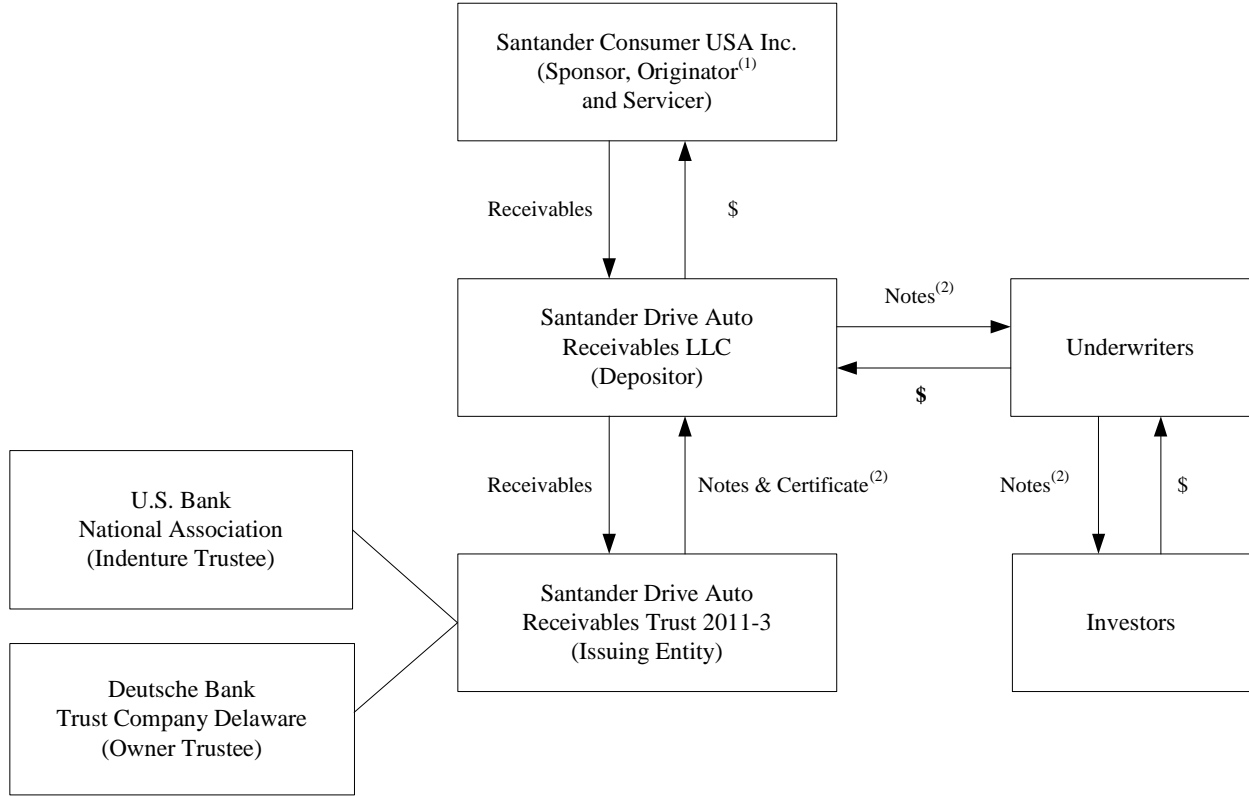 Santander Consumer USA Inc.
(Sponsor, Originator(1)
and Servicer)
Receivables
$
Santander Drive Auto
Receivables LLC
(Depositor)
Notes(2)
$
Underwriters
Receivables
Notes & Certificate(2)
Notes(2)
$
U.S. Bank
National Association
(Indenture Trustee)
Santander Drive Auto
Receivables Trust 2011-3
(Issuing Entity)
Investors
Deutsche Bank
Trust Company Delaware
(Owner Trustee)